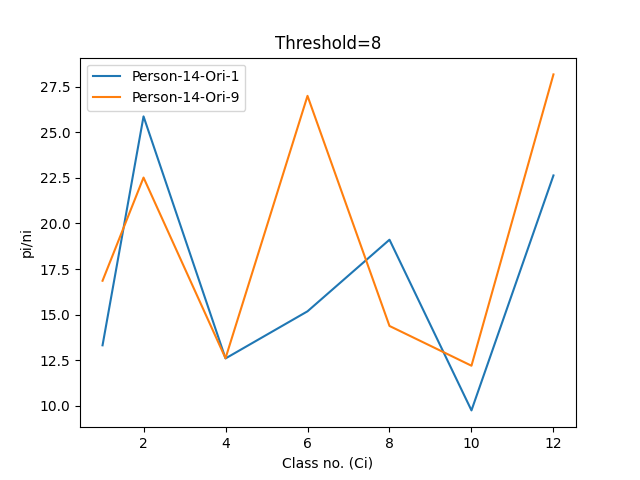 Threshold=8
Person-14-Ori-1
Person-14-Ori-9
pi/ni
27.5
25.0
22.5
20.0
17.5
15.0
12.5
10.0
2 4 6 8 10 12
Class no. (Ci)